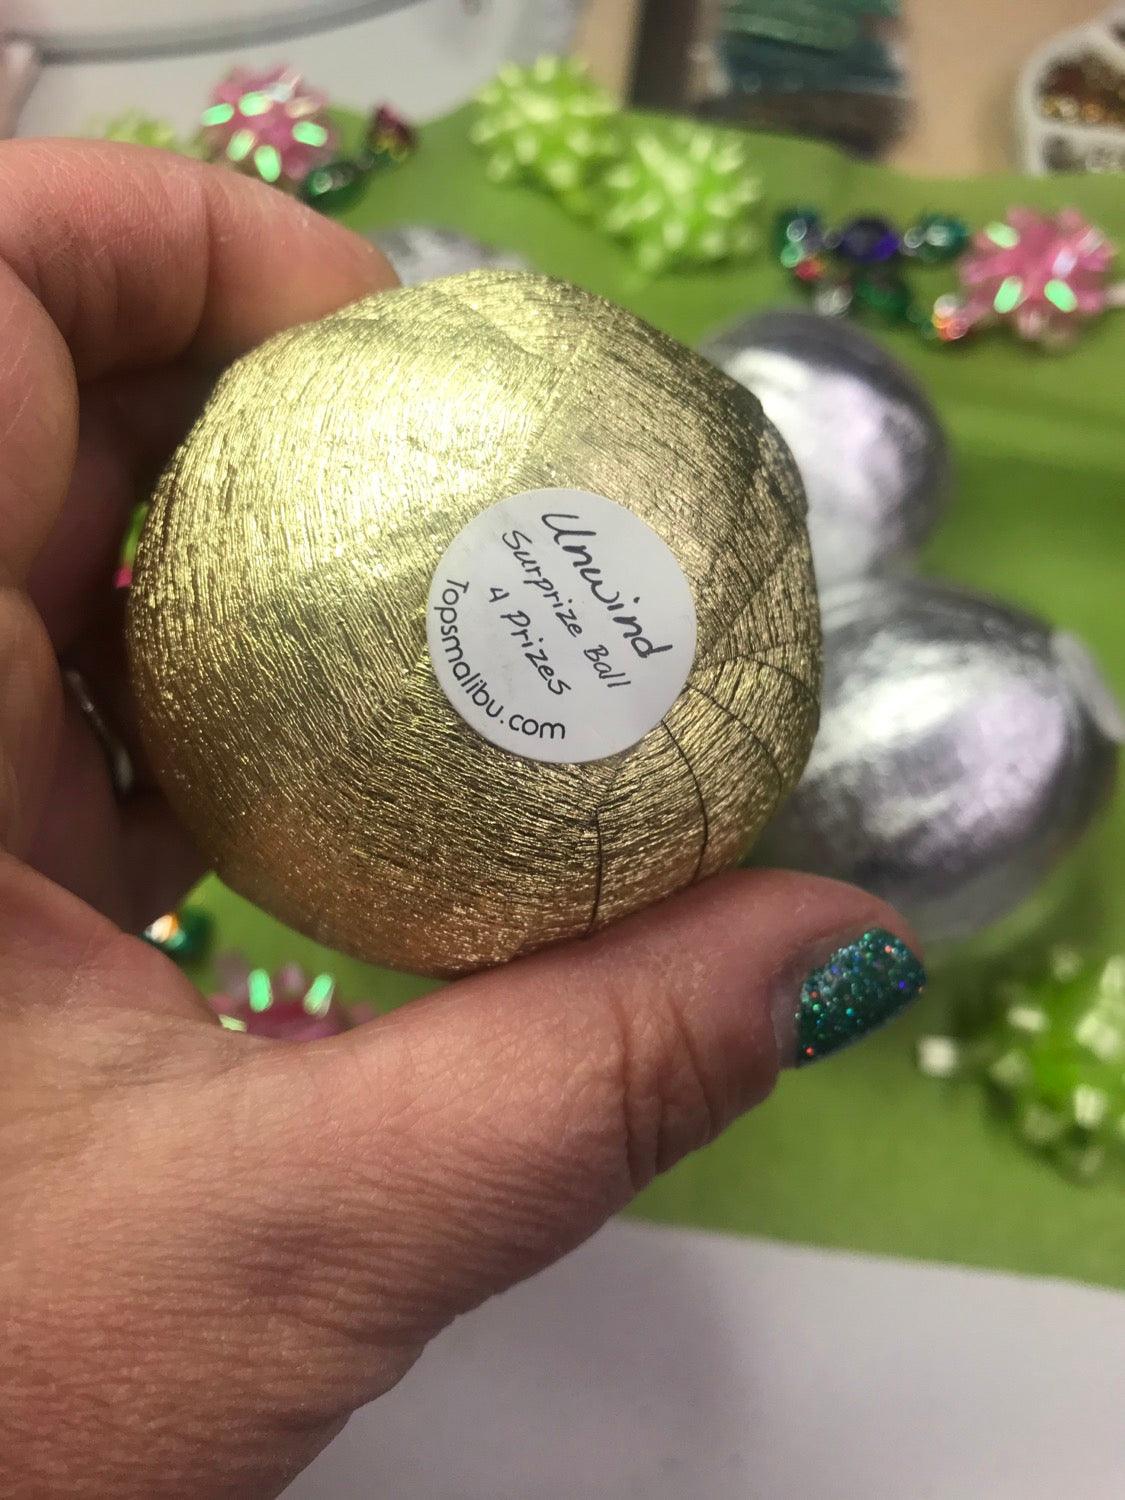 Unwind
Surprize Ball
4 Prizes
Topsmalibu.com